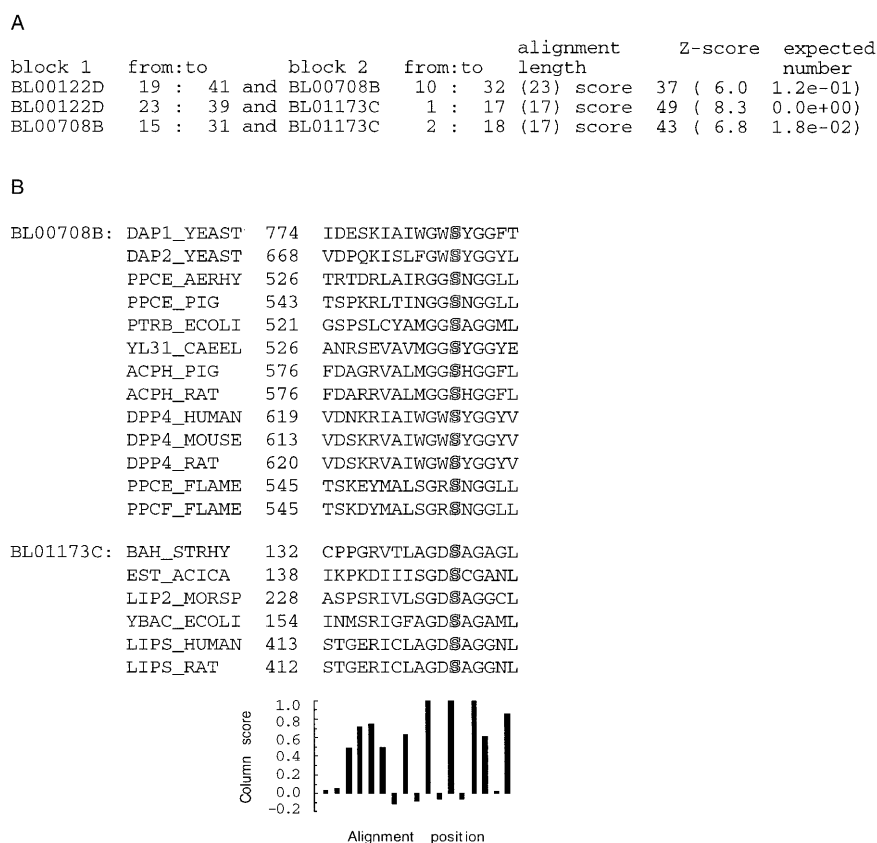 A
alignment Z-score expected
block 1 from:to block 2 from:to length number
BL00122D 19 : 41 and BL00708B 10 : 32 (23) score 37 ( 6.0 1.2e-01)
BL00122D 23 : 39 and BL01173C 1 : 17 (17) score 49 ( 8.3 0.0e+00)
BL00708B 15 : 31 and BL01173C 2 : 18 (17) score 43 ( 6.8 1.8e-02)
B
BL00708B: DAP1_YEAST 774 IDESKIAIWGWSYGGFT
DAP2_YEAST 668 VDPQKISLFGWSYGGYL
PPCE_AERHY 526 TRTDRLAIRGGSNGGLL
PPCE_PIG 543 TSPKRLTINGGSNGGLL
PTRB_ECOLI 521 GSPSLCYAMGGSAGGML
YL31_CAEEL 526 ANRSEVAVMGGSYGGYE
ACPH_PIG 576 FDAGRVALMGGSHGGFL
ACPH_RAT 576 FDARRVALMGGSHGGFL
DPP4_HUMAN 619 VDNKRIAIWGWSYGGYV
DPP4_MOUSE 613 VDSKRVAIWGWSYGGYV
DPP4_RAT 620 VDSKRVAIWGWSYGGYV
PPCE_FLAME 545 TSKEYMALSGRSNGGLL
PPCF_FLAME 545 TSKDYMALSGRSNGGLL
BL01173C: BAH_STRHY 132 CPPGRVTLAGDSAGAGL
EST_ACICA 138 IKPKDIIISGDSCGANL
LIP2_MORSP 228 ASPSRIVLSGDSAGGCL
YBAC_ECOLI 154 INMSRIGFAGDSAGAML
LIPS_HUMAN 413 STGERICLAGDSAGGNL
LIPS_RAT 412 STGERICLAGDSAGGNL
Column score
1.0
0.8
0.6
0.4
0.2
0.0
-0.2
Alignment position